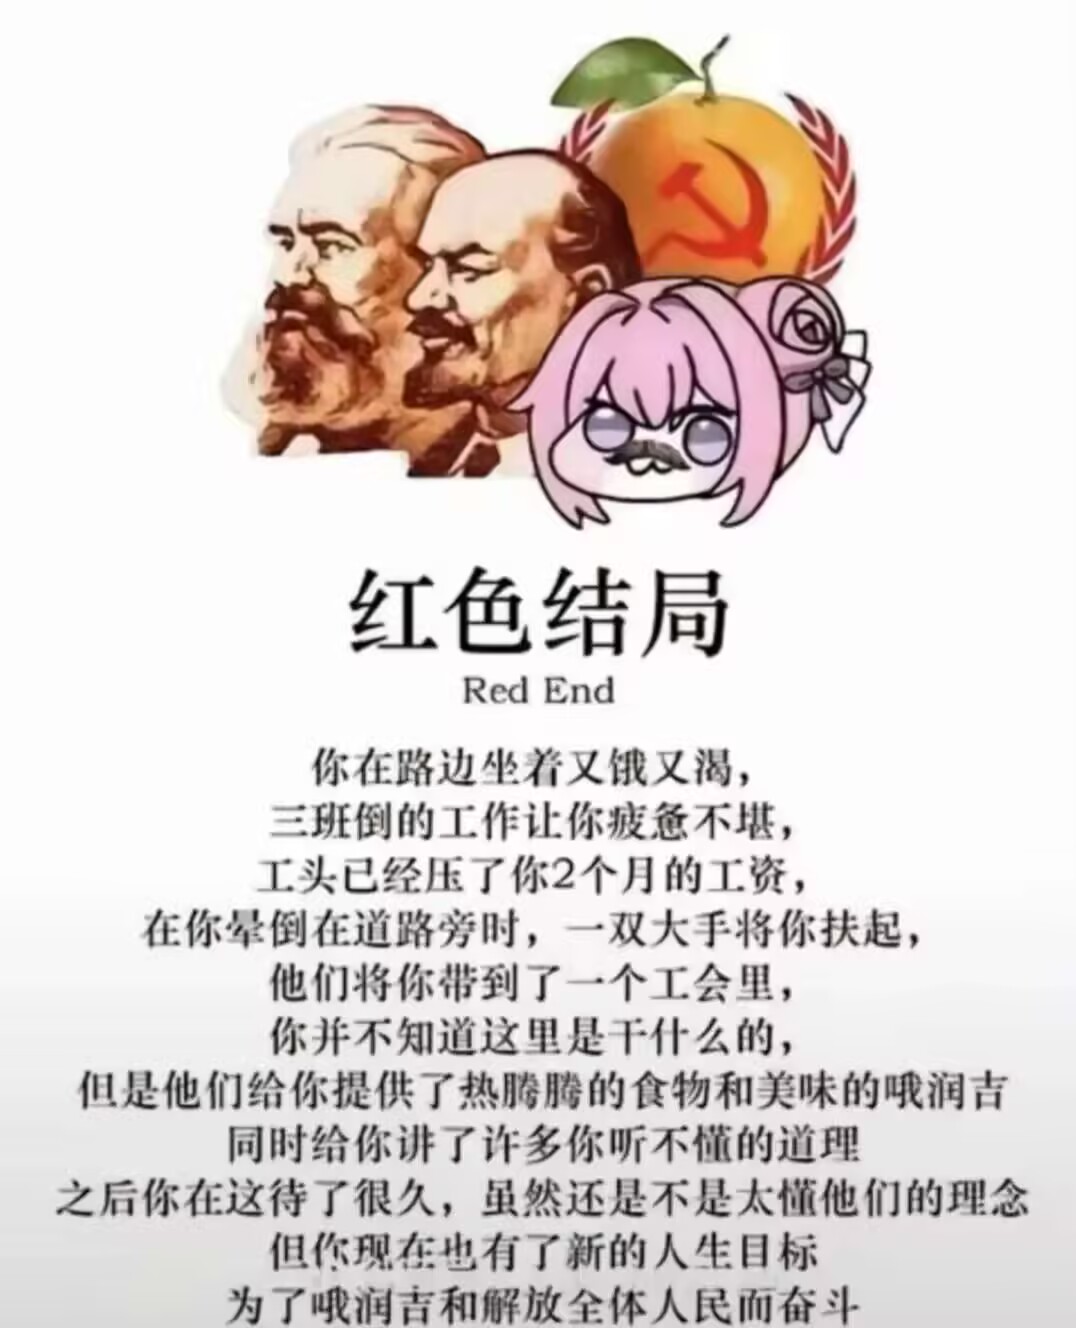 红色结局
Red End
你在路边坐着又饿又渴，
三班倒的工作让你疲惫不堪，
工头已经压了你2个月的工资，
在你晕倒在道路旁时，一双大手将你扶起，
他们将你带到了一个工会里，
你并不知道这里是干什么的，
但是他们给你提供了热腾腾的食物和美味的哦润吉
同时给你讲了许多你听不懂的道理
之后你在这待了很久，虽然还是不是太懂他们的理念
但你现在也有了新的人生目标
为了哦润吉和解放全体人民而奋斗